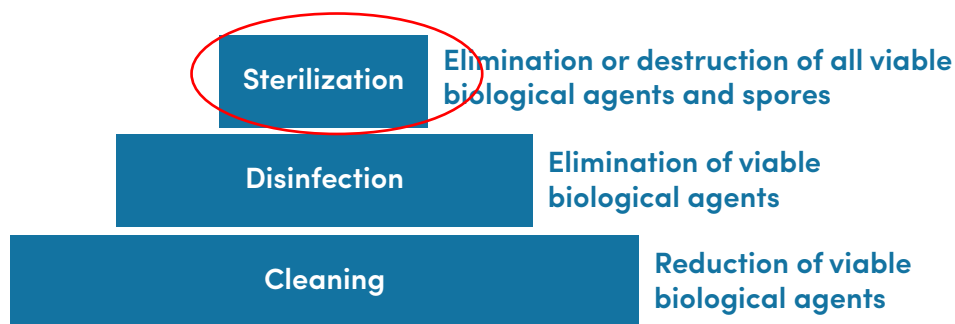 Sterilization
Elimination or destruction of all viable
biological agents and spores
Disinfection
Elimination of viable
biological agents
Cleaning
Reduction of viable
biological agents